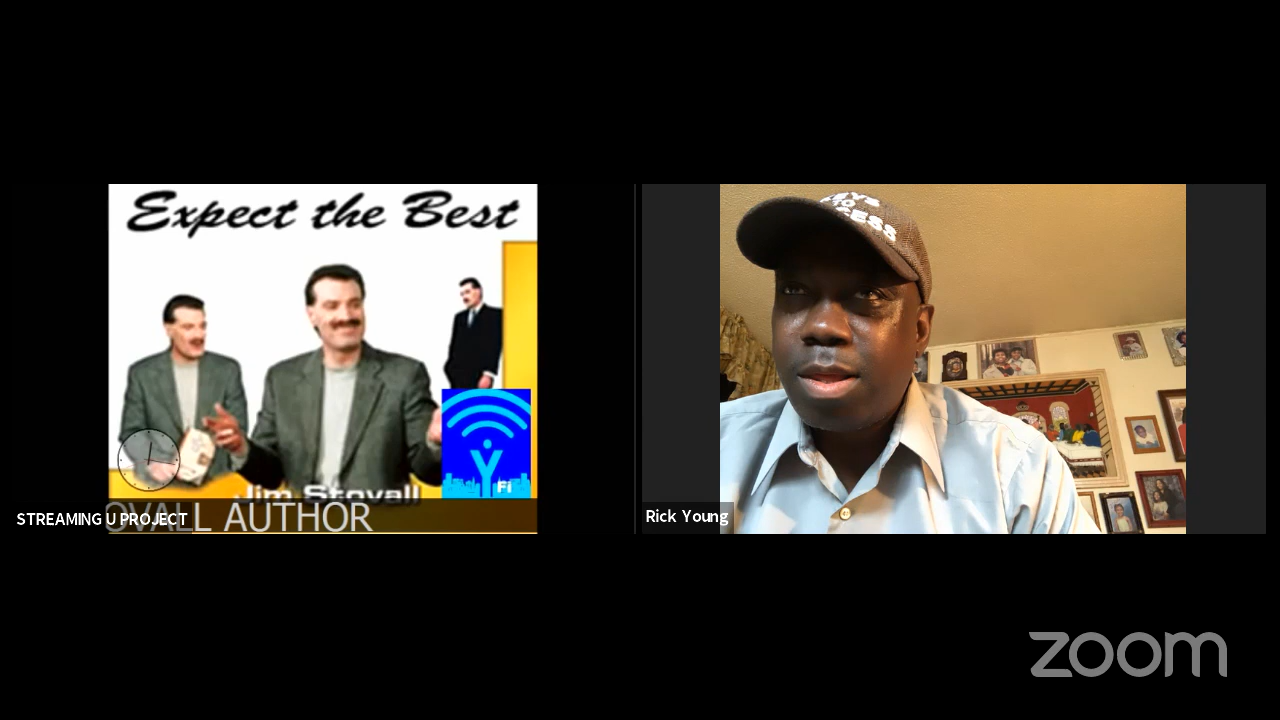 Expect the Best
Jim Stovall
Fi
OVALL AUTHOR
STREAMING U PROJECT
Rick Young
zoom